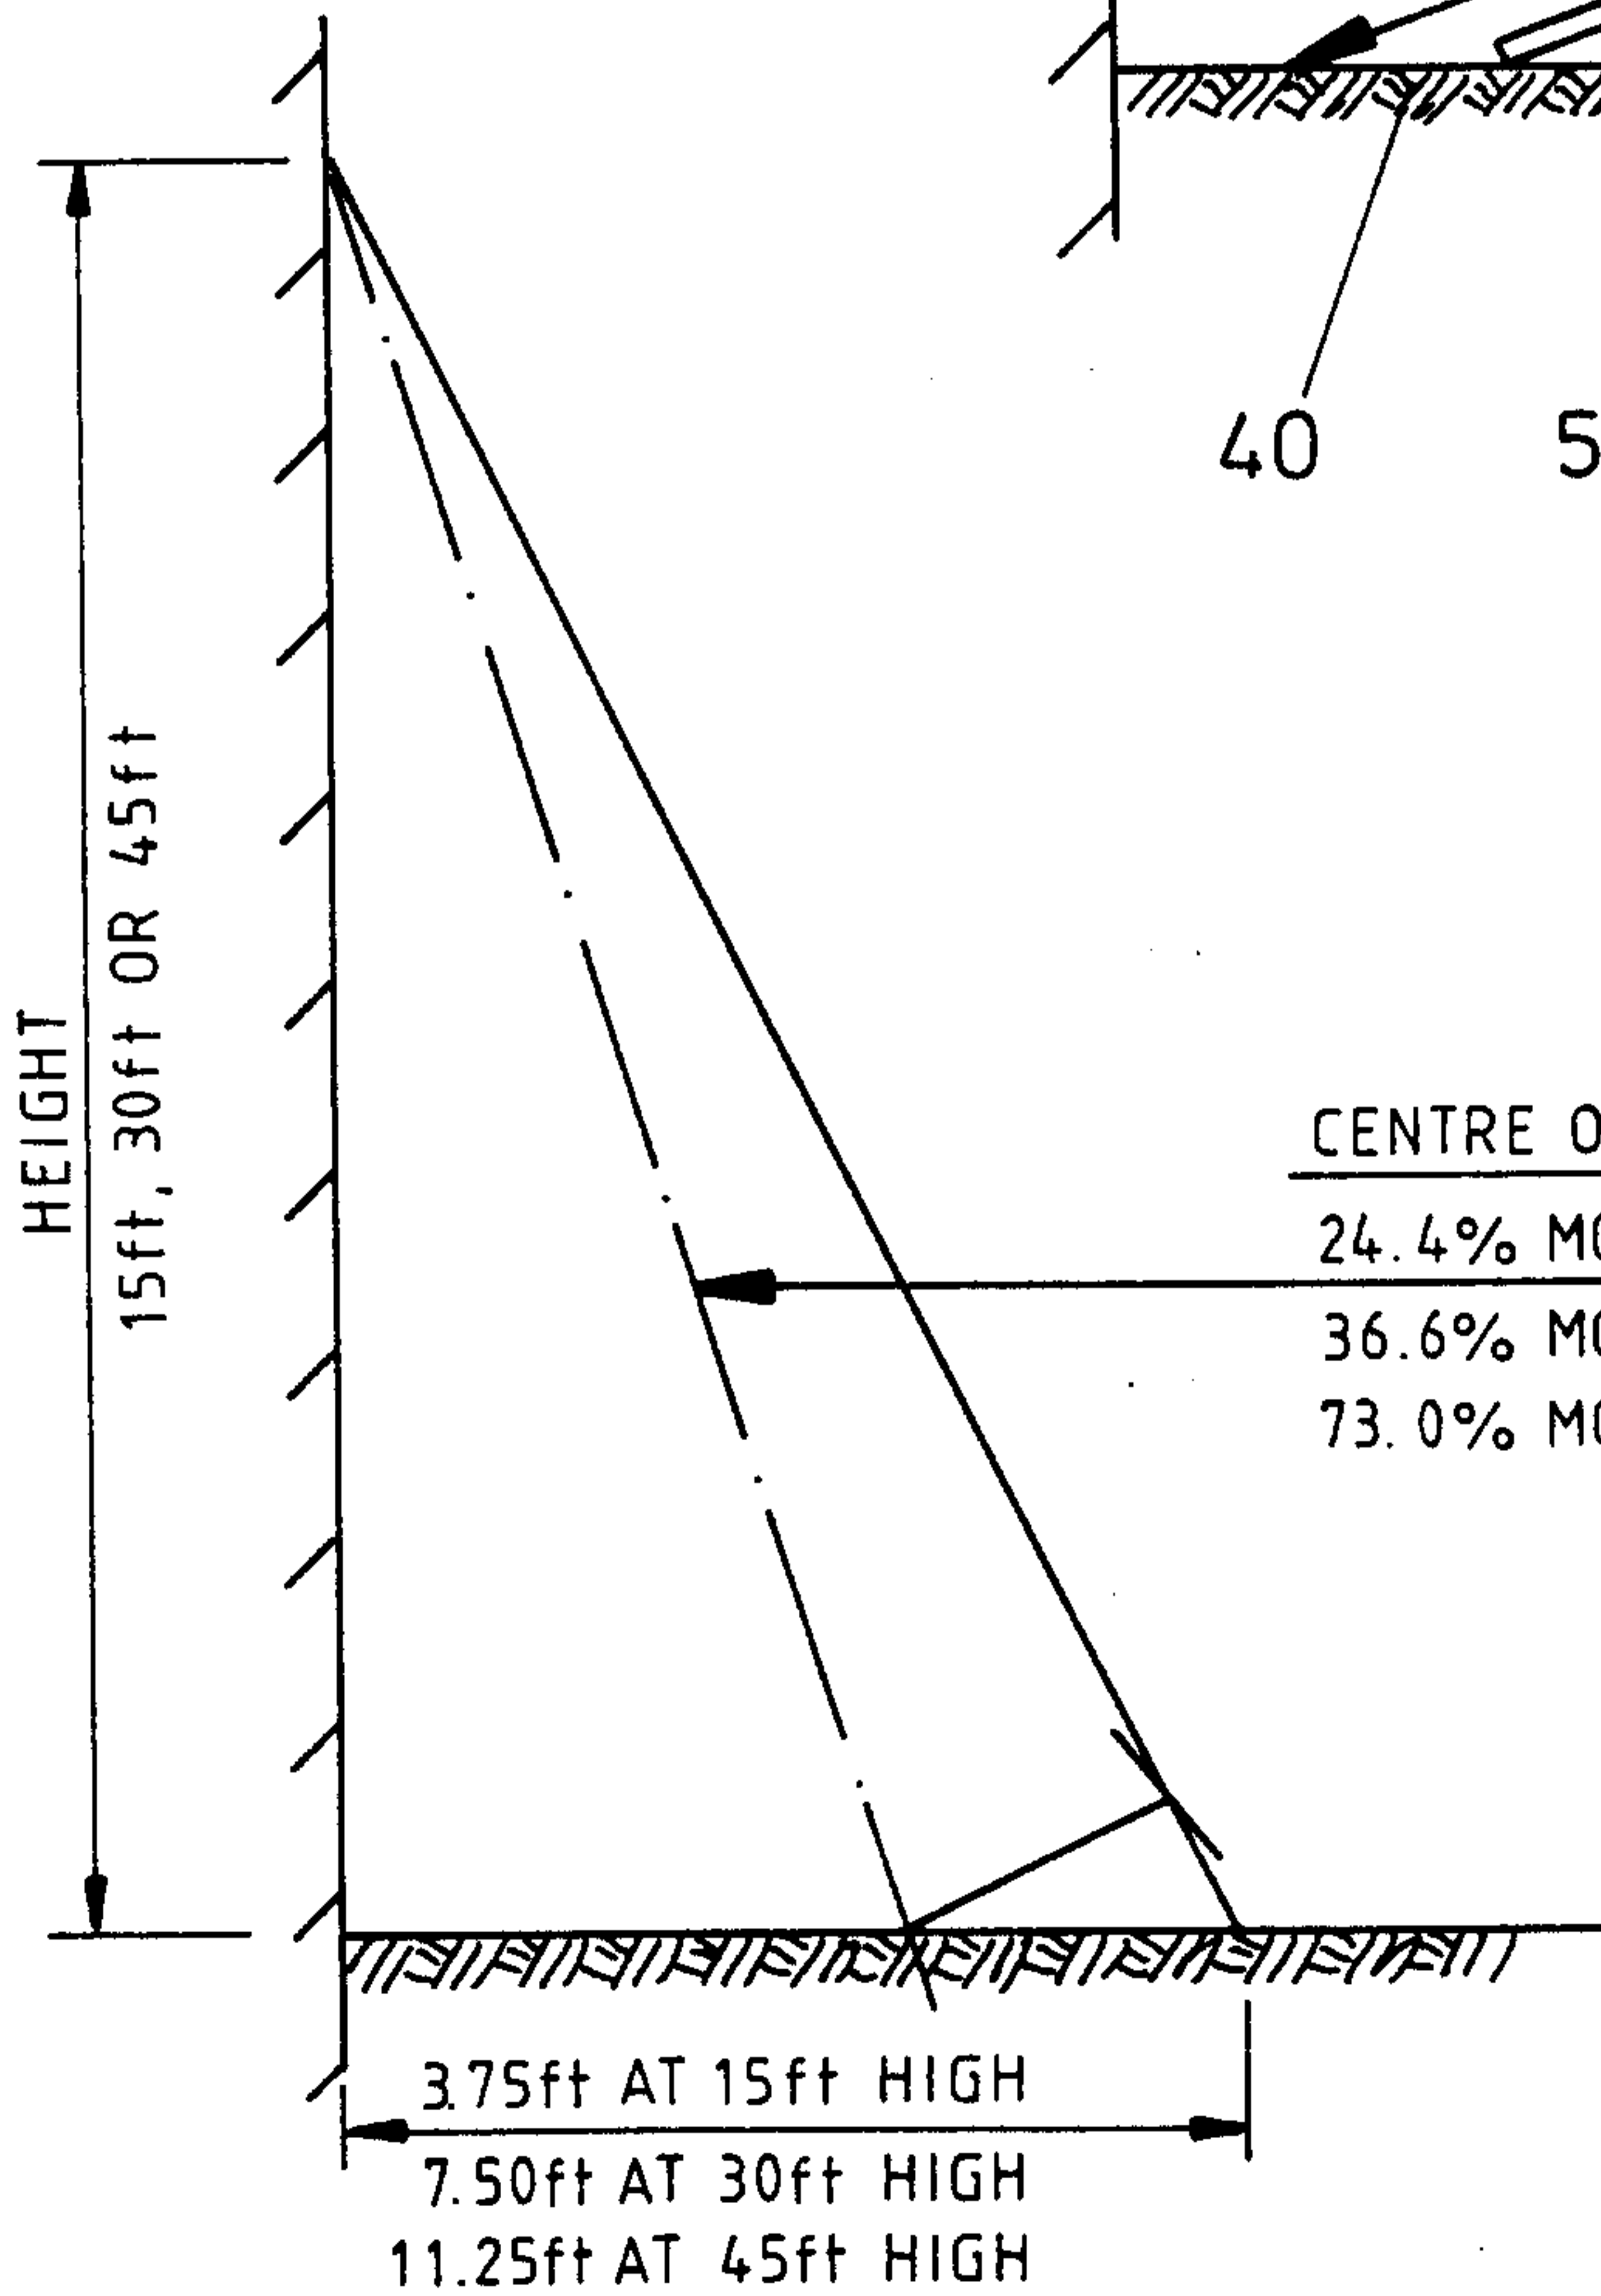 40
5
HEIGHT
15ft, 30ft OR 45ft
CENTRE O
24.4% MO
36.6% MO
73.0% MO
3.75ft AT 15ft HIGH
7.50ft AT 30ft HIGH
11.25ft AT 45ft HIGH